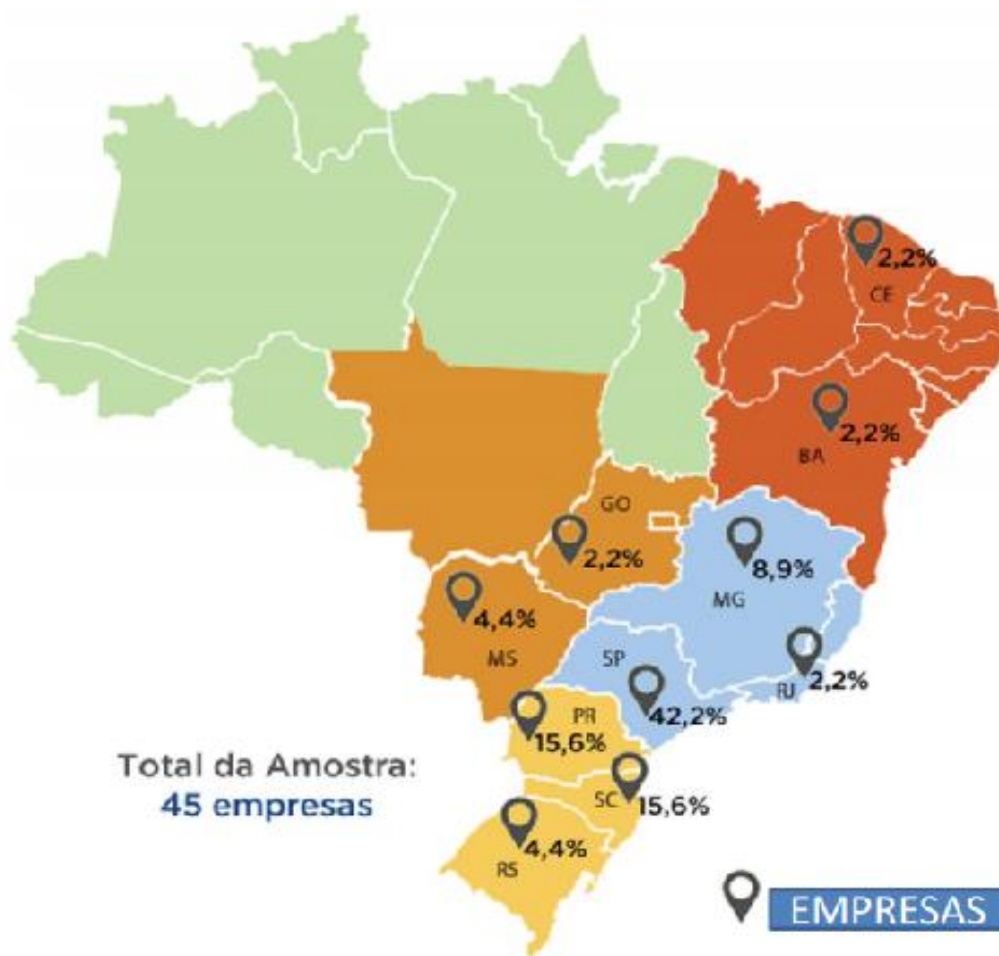 2,2%
CE
2,2%
BA
GO
2,2%
8,9%
MG
4,4%
MS
SP
2,2%
RJ
42,2%
PR
15,6%
Total da Amostra:
45 empresas
SC
15,6%
4,4%
RS
EMPRESAS